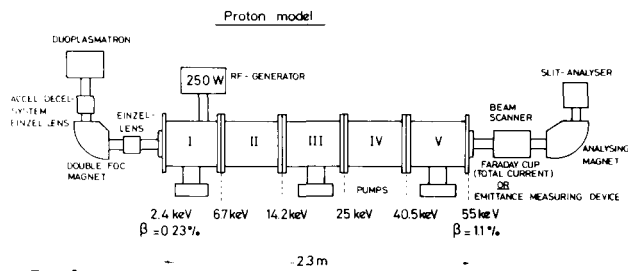 Proton model
DUOPLASMATRON
ACCEL DECEL-
SYSTEM
EINZEL LENS
DOUBLE FOC
MAGNET
EINZEL-
LENS
250 W
RF-GENERATOR
I
II
III
IV
V
PUMPS
SLIT-ANALYSER
BEAM
SCANNER
ANALYSING
MAGNET
FARADAY CUP
(TOTAL CURRENT)
OR
EMITTANCE MEASURING DEVICE
2.4 keV
6.7 keV
14.2 keV
25 keV
40.5 keV
55 keV
β = 0.23 %
β = 1.1 %
2.3 m